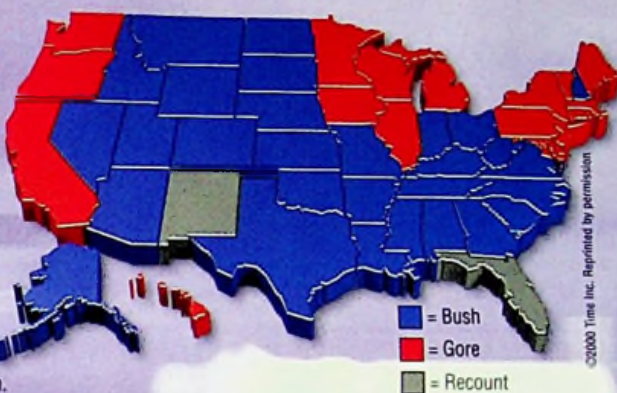 = Bush
= Gore
= Recount
©2000 Time Inc. Reprinted by permission